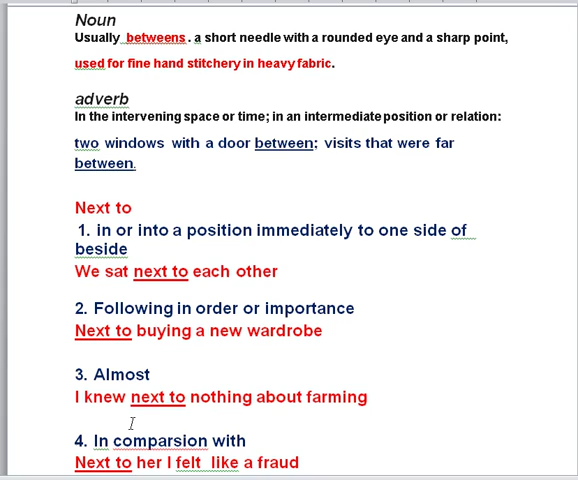 Noun
Usually betweens. a short needle with a rounded eye and a sharp point,
used for fine hand stitchery in heavy fabric.
adverb
In the intervening space or time; in an intermediate position or relation:
two windows with a door between; visits that were far
between.
Next to
1. in or into a position immediately to one side of
beside
We sat next to each other
2. Following in order or importance
Next to buying a new wardrobe
3. Almost
I knew next to nothing about farming
4. In comparsion with
Next to her I felt like a fraud